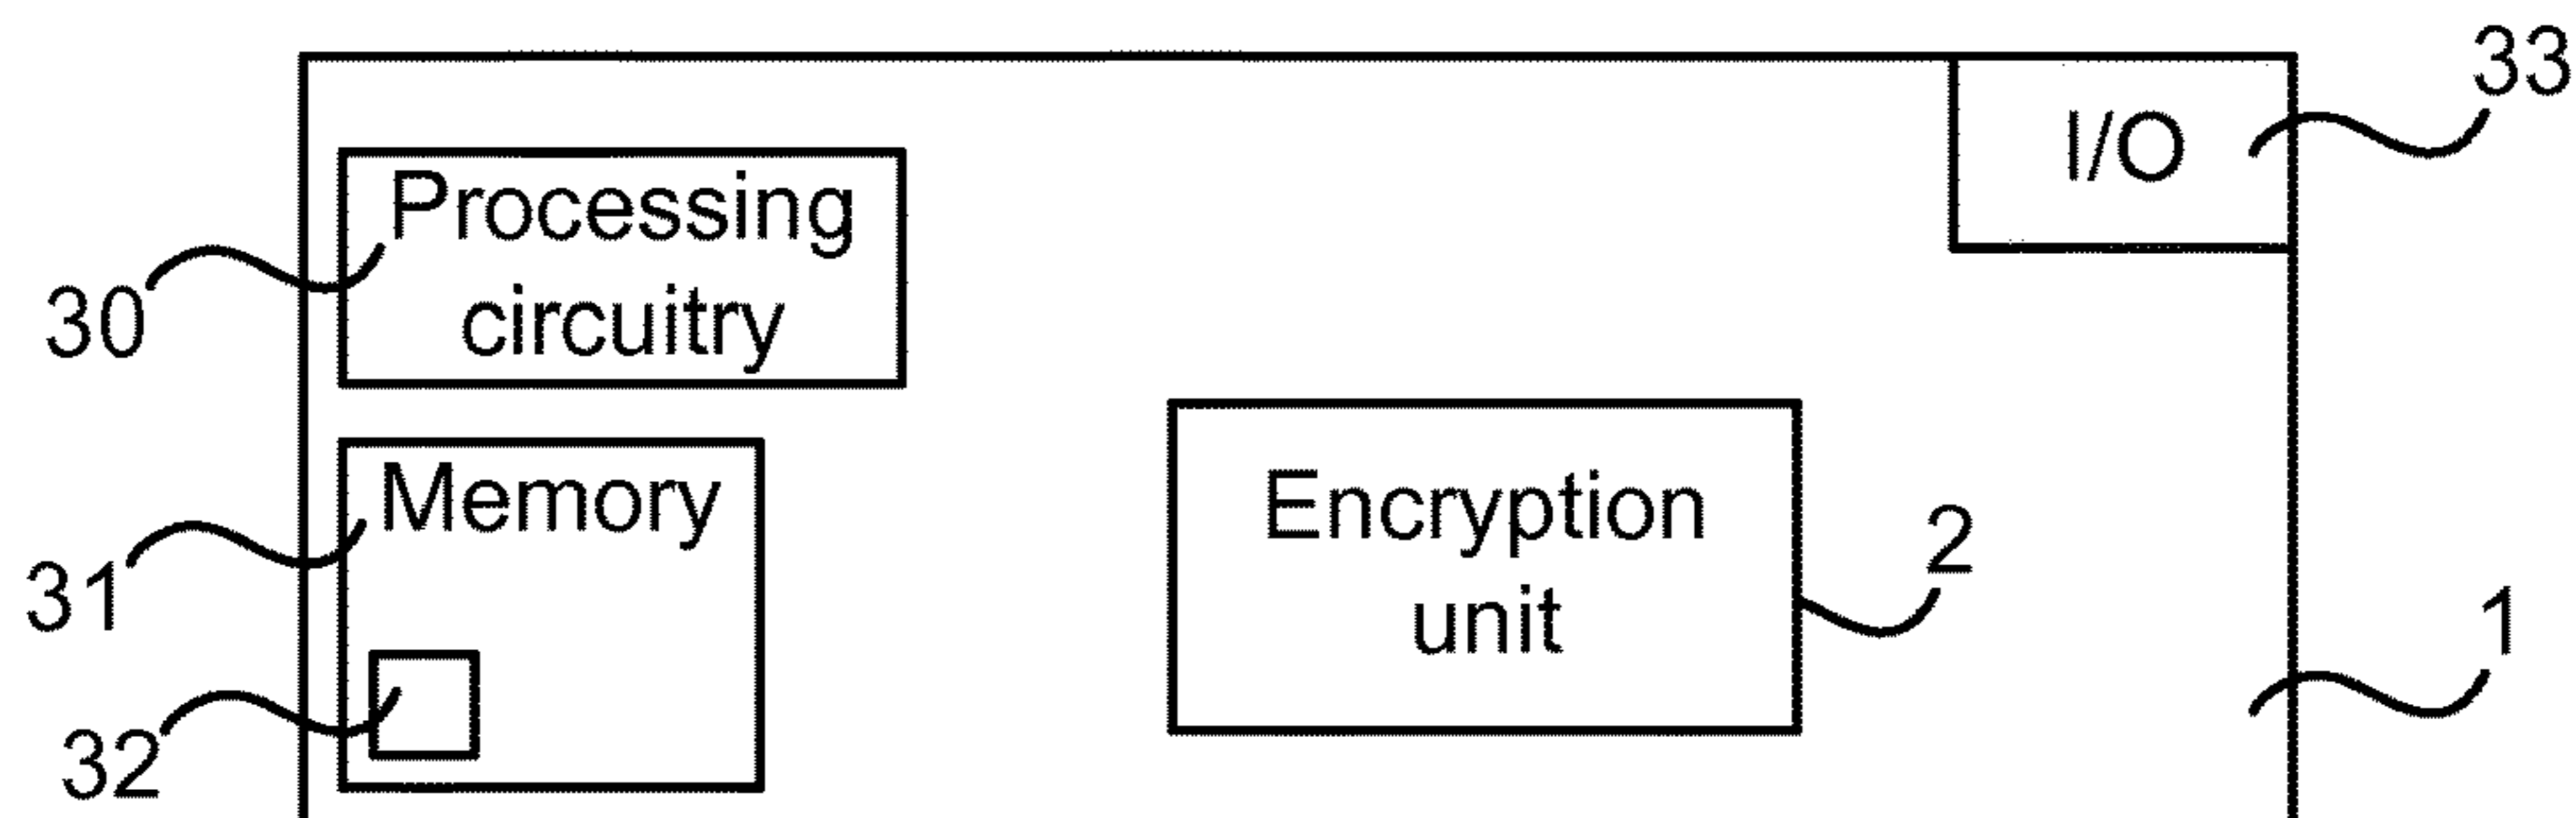 33
I/O
Processing
circuitry
30
Memory
Encryption
unit
2
31
1
32